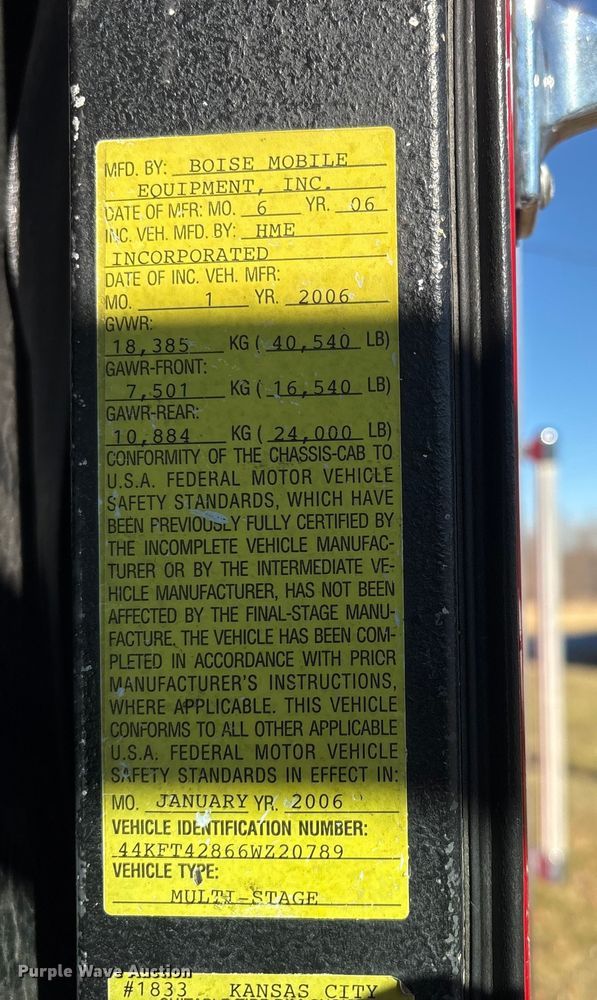 MFD. BY: BOISE MOBILE
EQUIPMENT, INC.
DATE OF MFR: MO. 6 YR. 06
INC. VEH. MFD. BY: HME
INCORPORATED
DATE OF INC. VEH. MFR:
MO. 1 YR. 2006
GVWR:
18,385 KG ( 40,540 LB)
GAWR-FRONT:
7,501 KG ( 16,540 LB)
GAWR-REAR:
10,884 KG ( 24,000 LB)
CONFORMITY OF THE CHASSIS-CAB TO
U.S.A. FEDERAL MOTOR VEHICLE
SAFETY STANDARDS, WHICH HAVE
BEEN PREVIOUSLY FULLY CERTIFIED BY
THE INCOMPLETE VEHICLE MANUFAC-
TURER OR BY THE INTERMEDIATE VE-
HICLE MANUFACTURER, HAS NOT BEEN
AFFECTED BY THE FINAL-STAGE MANU-
FACTURE. THE VEHICLE HAS BEEN COM-
PLETED IN ACCORDANCE WITH PRIOR
MANUFACTURER'S INSTRUCTIONS,
WHERE APPLICABLE. THIS VEHICLE
CONFORMS TO ALL OTHER APPLICABLE
U.S.A. FEDERAL MOTOR VEHICLE
SAFETY STANDARDS IN EFFECT IN:
MO. JANUARY YR. 2006
VEHICLE IDENTIFICATION NUMBER:
44KFT42866WZ20789
VEHICLE TYPE:
MULTI-STAGE
Purple Wave Auction
#1833 KANSAS CITY